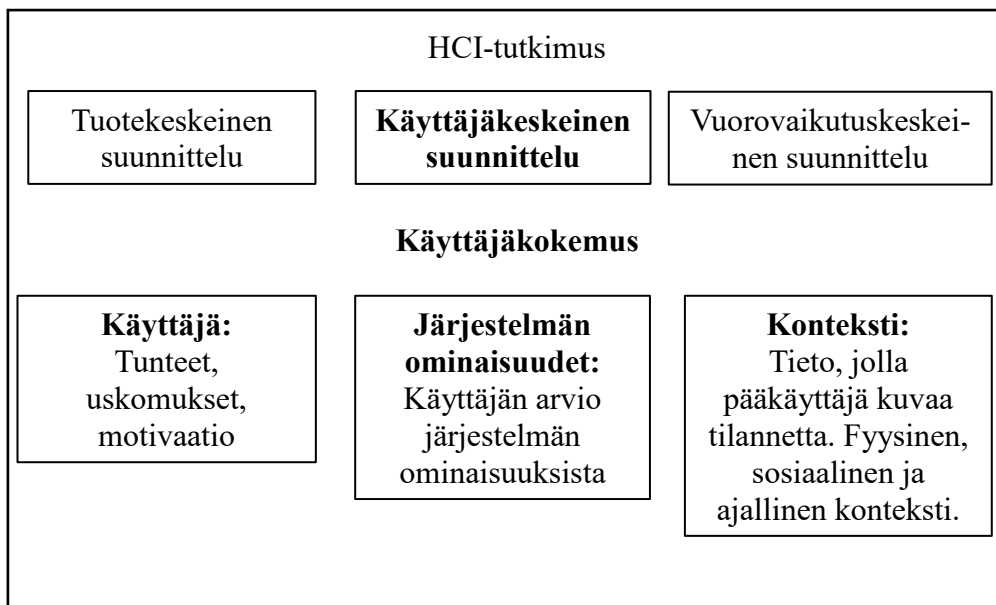 HCI-tutkimus
Tuotekeskeinen
suunnittelu
Käyttäjäkeskeinen
suunnittelu
Vuorovaikutuskeskei-
nen suunnittelu
Käyttäjäkokemus
Käyttäjä:
Tunteet,
uskomukset,
motivaatio
Järjestelmän
ominaisuudet:
Käyttäjän arvio
järjestelmän
ominaisuuksista
Konteksti:
Tieto, jolla
pääkäyttäjä kuvaa
tilannetta. Fyysinen,
sosiaalinen ja
ajallinen konteksti.